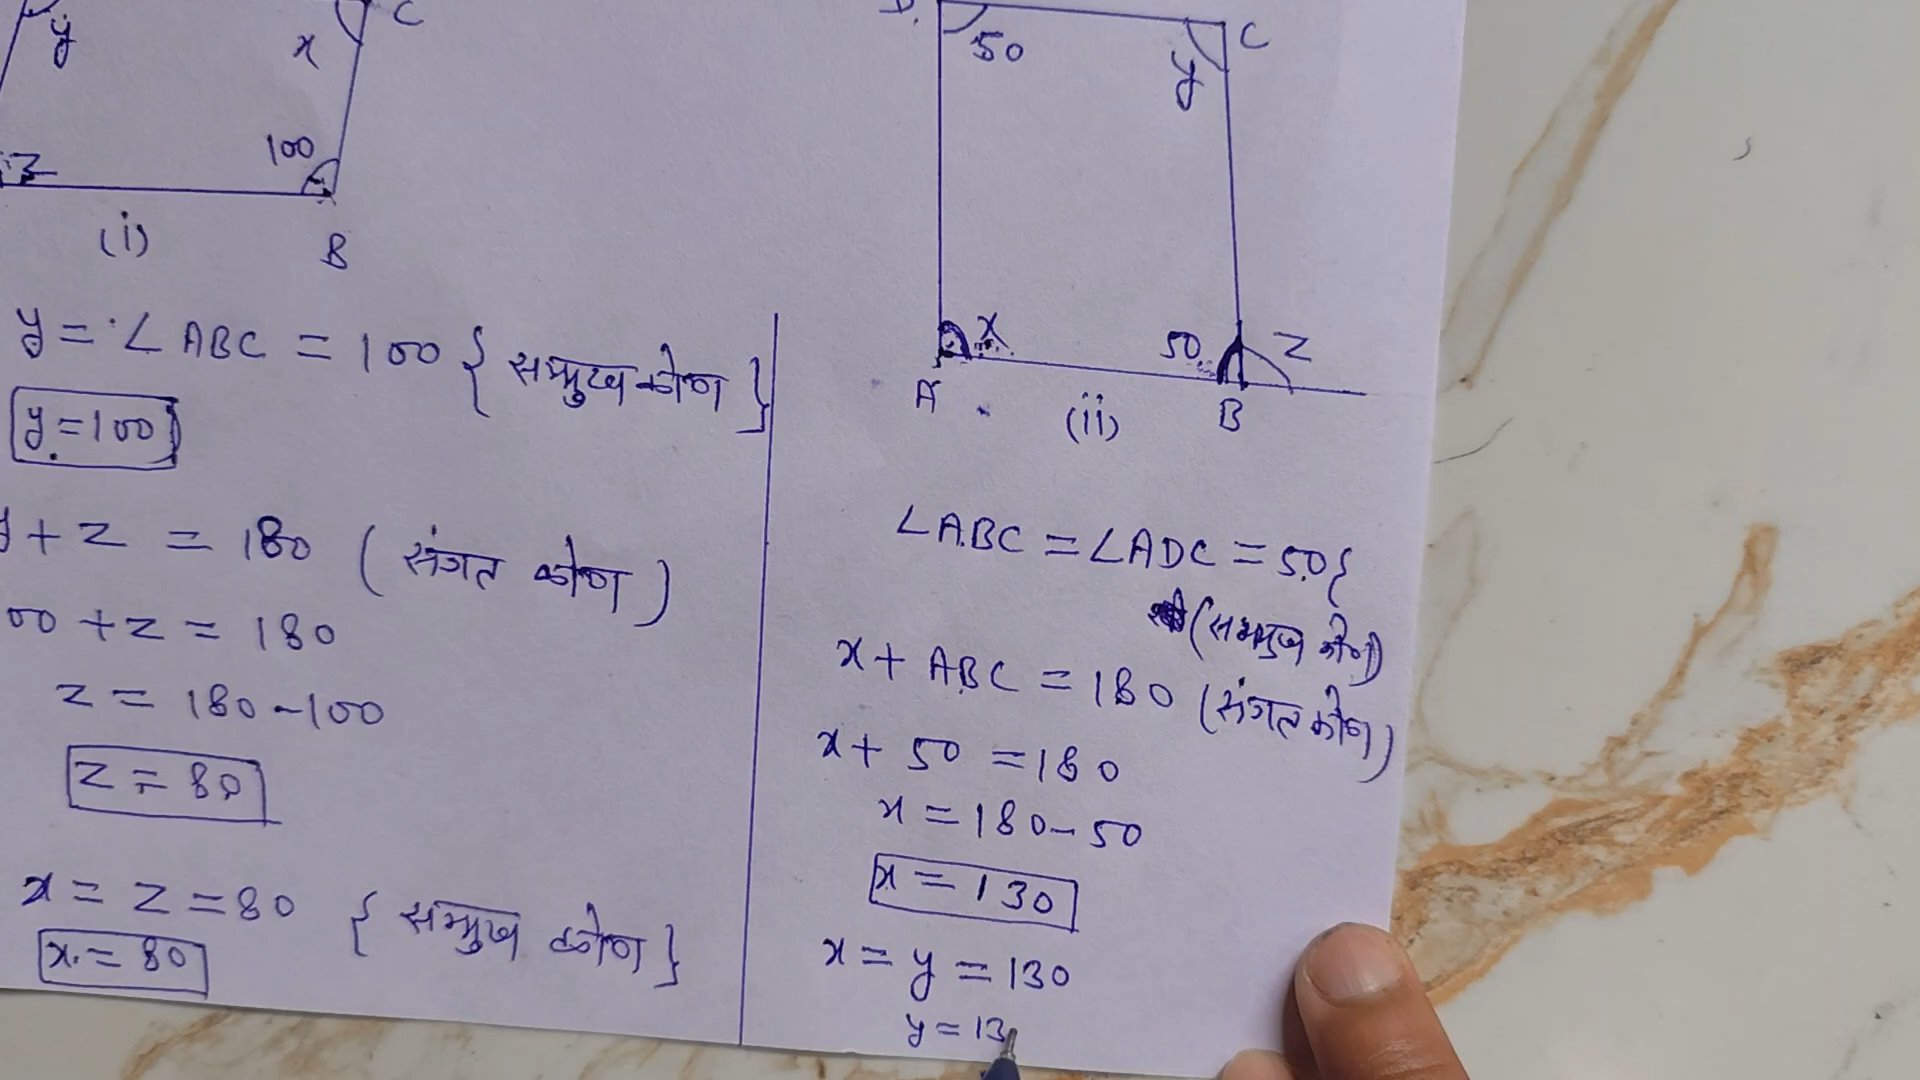 y
x
C
Z
100
(i)
B
y = ∠ABC = 100 { सम्मुख कोण }
y = 100
y + z = 180 ( संगत कोण )
00 + z = 180
z = 180 - 100
z = 80
x = z = 80 { सम्मुख कोण }
x = 80
D
50
C
y
x
50
Z
A
(ii)
B
∠ABC = ∠ADC = 50 {
(सम्मुख कोण)
x + ABC = 180 (संगत कोण)
x + 50 = 180
x = 180 - 50
x = 130
x = y = 130
y = 13